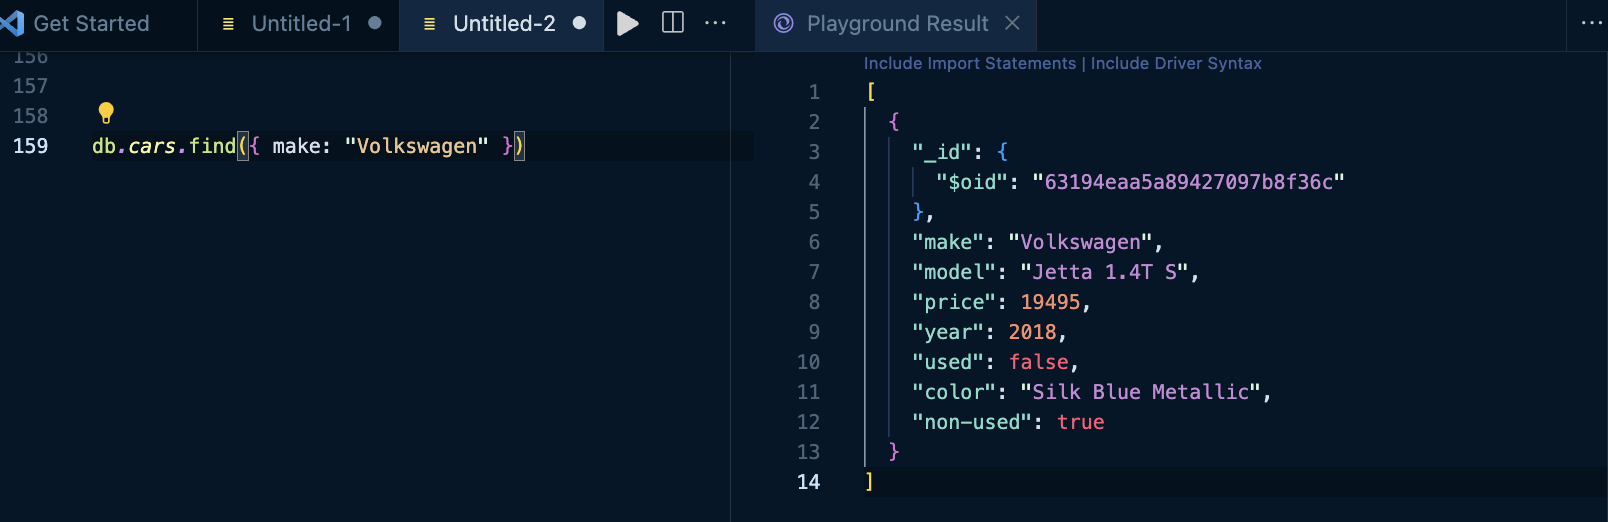 Get Started
Untitled-1
Untitled-2
Playground Result
156
157
158
159 db.cars.find({ make: "Volkswagen" })
Include Import Statements | Include Driver Syntax
1 [
2 {
3 "_id": {
4 "$oid": "63194eaa5a89427097b8f36c"
5 },
6 "make": "Volkswagen",
7 "model": "Jetta 1.4T S",
8 "price": 19495,
9 "year": 2018,
10 "used": false,
11 "color": "Silk Blue Metallic",
12 "non-used": true
13 }
14 ]